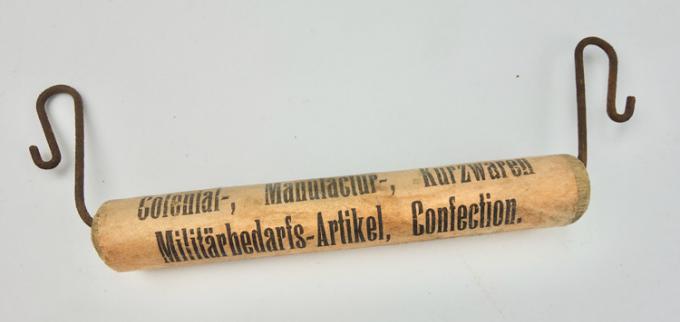 Colonial-, Manufactur-, Kurzwaren
Militärbedarfs-Artikel, Confection.